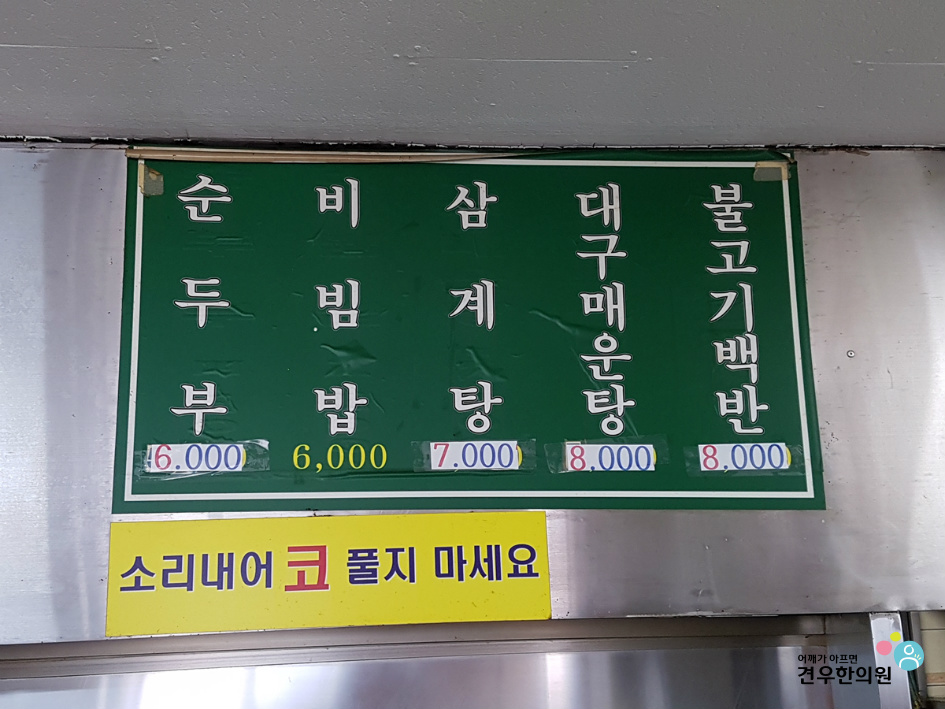 순두부 6.000
비빔밥 6,000
삼계탕 7.000
대구매운탕 8,000
불고기백반 8,000
소리내어 코 풀지 마세요
어깨가 아프면
견우한의원